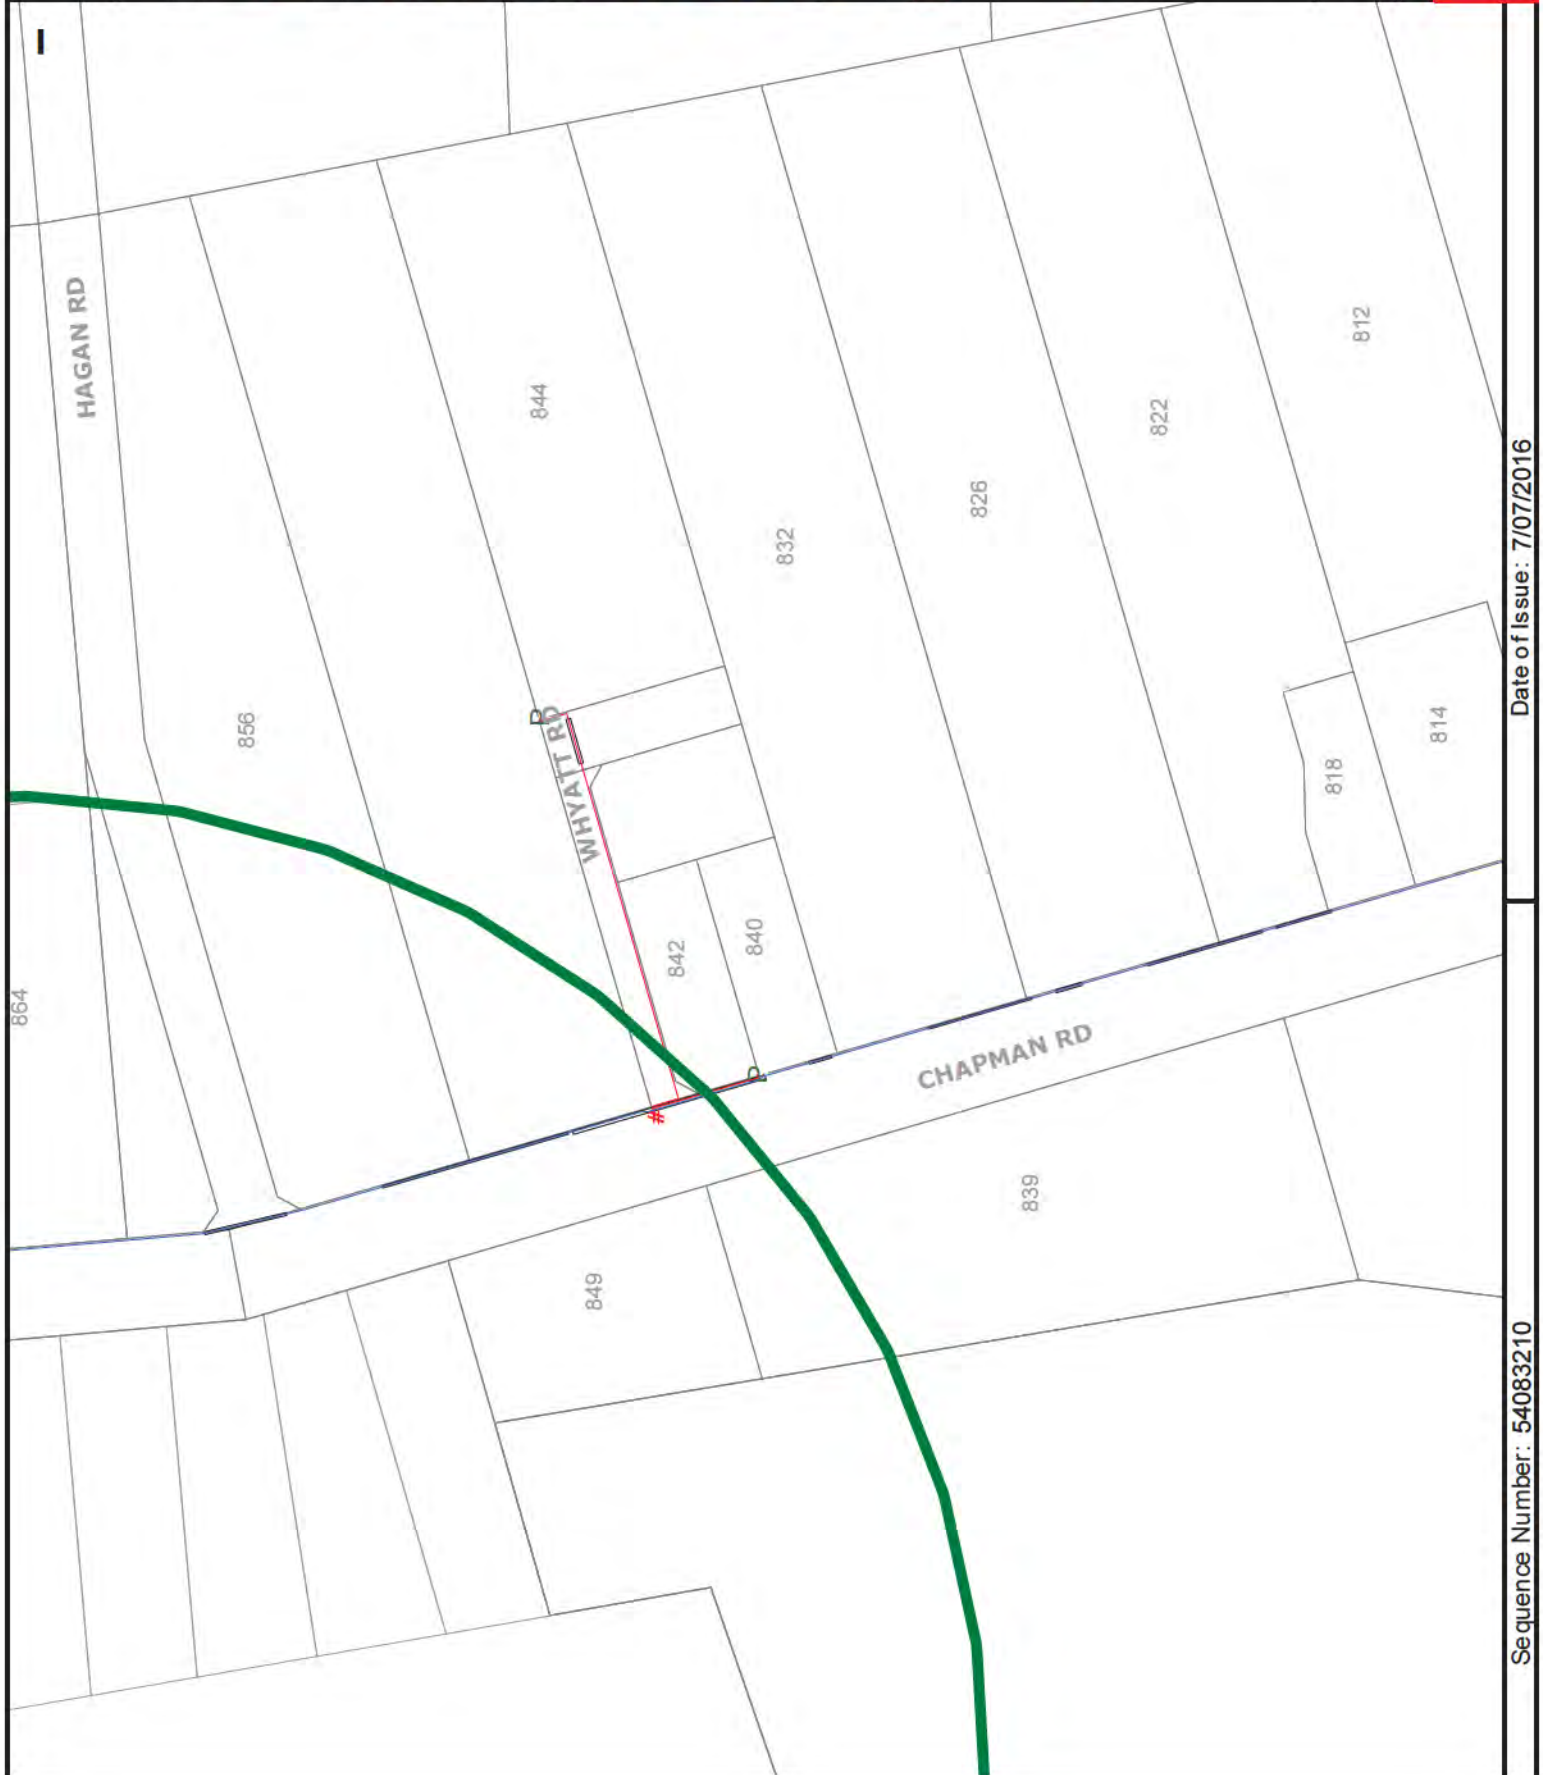 I
HAGAN RD
812
844
822
826
832
P
WHYATT RD
856
818
814
842
840
864
CHAPMAN RD
P
#
839
849
Date of Issue: 7/07/2016
Sequence Number: 54083210